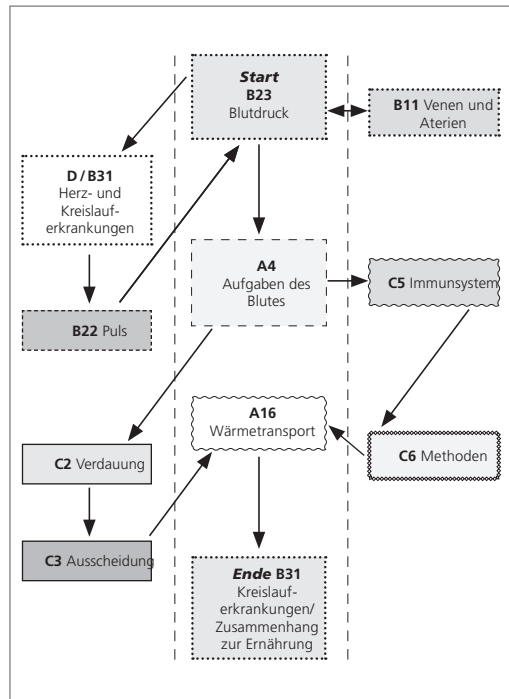 Start
B23
Blutdruck
B11 Venen und
Aterien
D/B31
Herz- und
Kreislauf-
erkrankungen
A4
Aufgaben des
Blutes
C5 Immunsystem
B22 Puls
A16
Wärmetransport
C2 Verdauung
C6 Methoden
C3 Ausscheidung
Ende B31
Kreislauf-
erkrankungen/
Zusammenhang
zur Ernährung